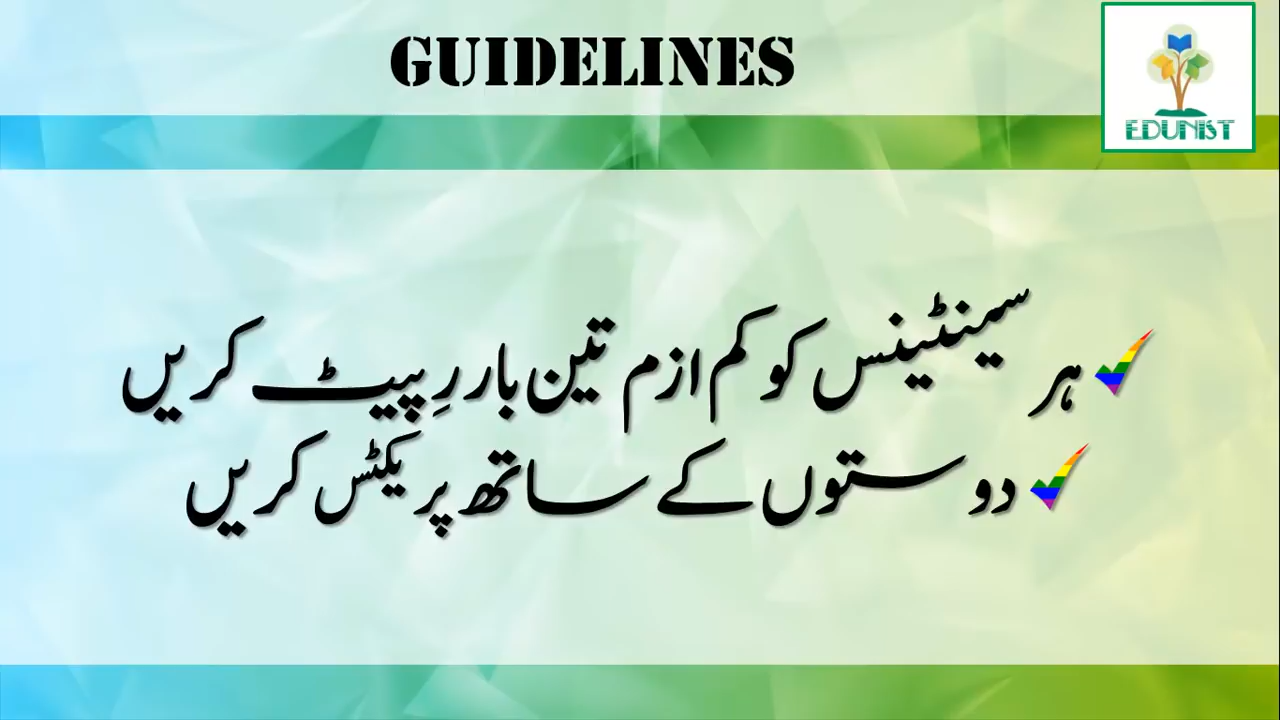 GUIDELINES
EDUNIST
ہر سینٹینس کو کم ازم تین بار رِپیٹ کریں
دوستوں کے ساتھ پریکٹس کریں